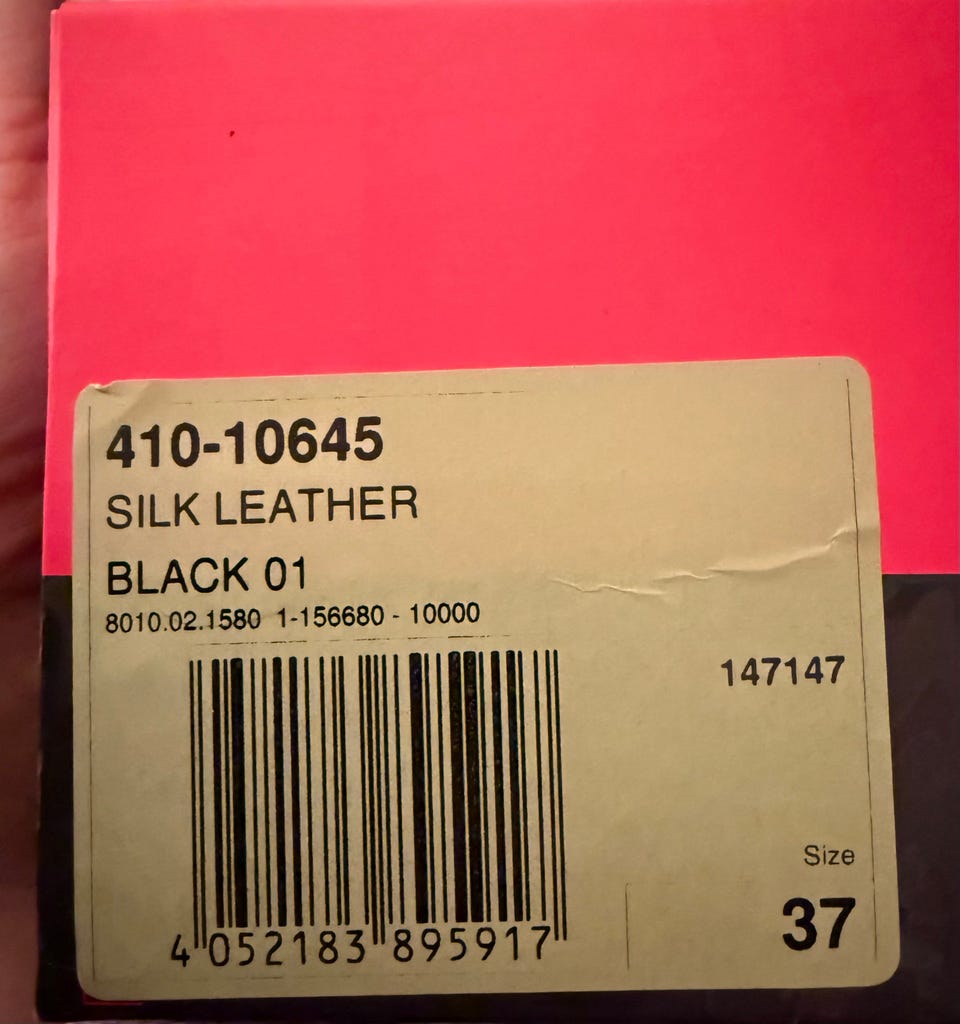 410-10645
SILK LEATHER
BLACK 01
8010.02.1580 1-156680 - 10000
147147
Size
37
4 052183 895917